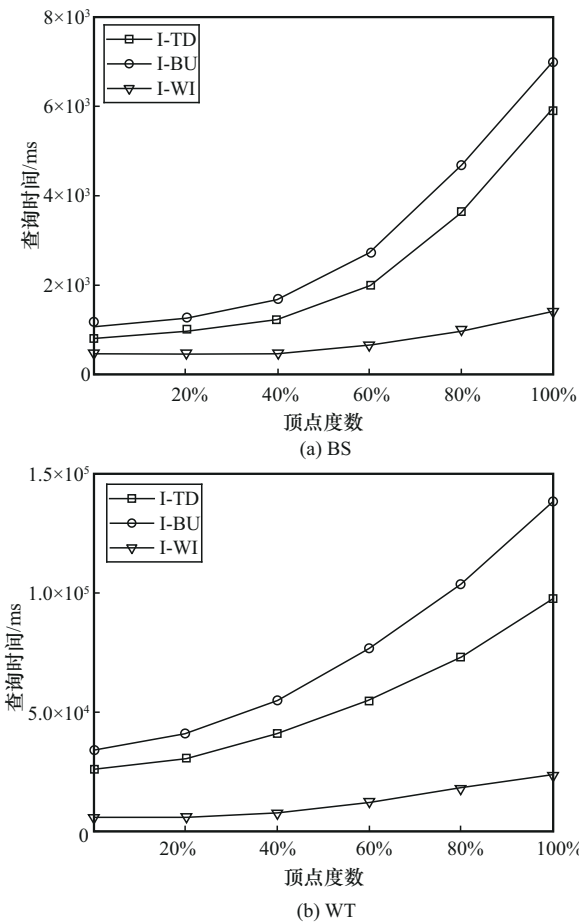 8×10³
I-TD
I-BU
I-WI
6×10³
4×10³
2×10³
0
查询时间/ms
20%
40%
60%
80%
100%
顶点度数
(a) BS
1.5×10⁵
I-TD
I-BU
I-WI
1.0×10⁵
5.0×10⁴
0
查询时间/ms
20%
40%
60%
80%
100%
顶点度数
(b) WT